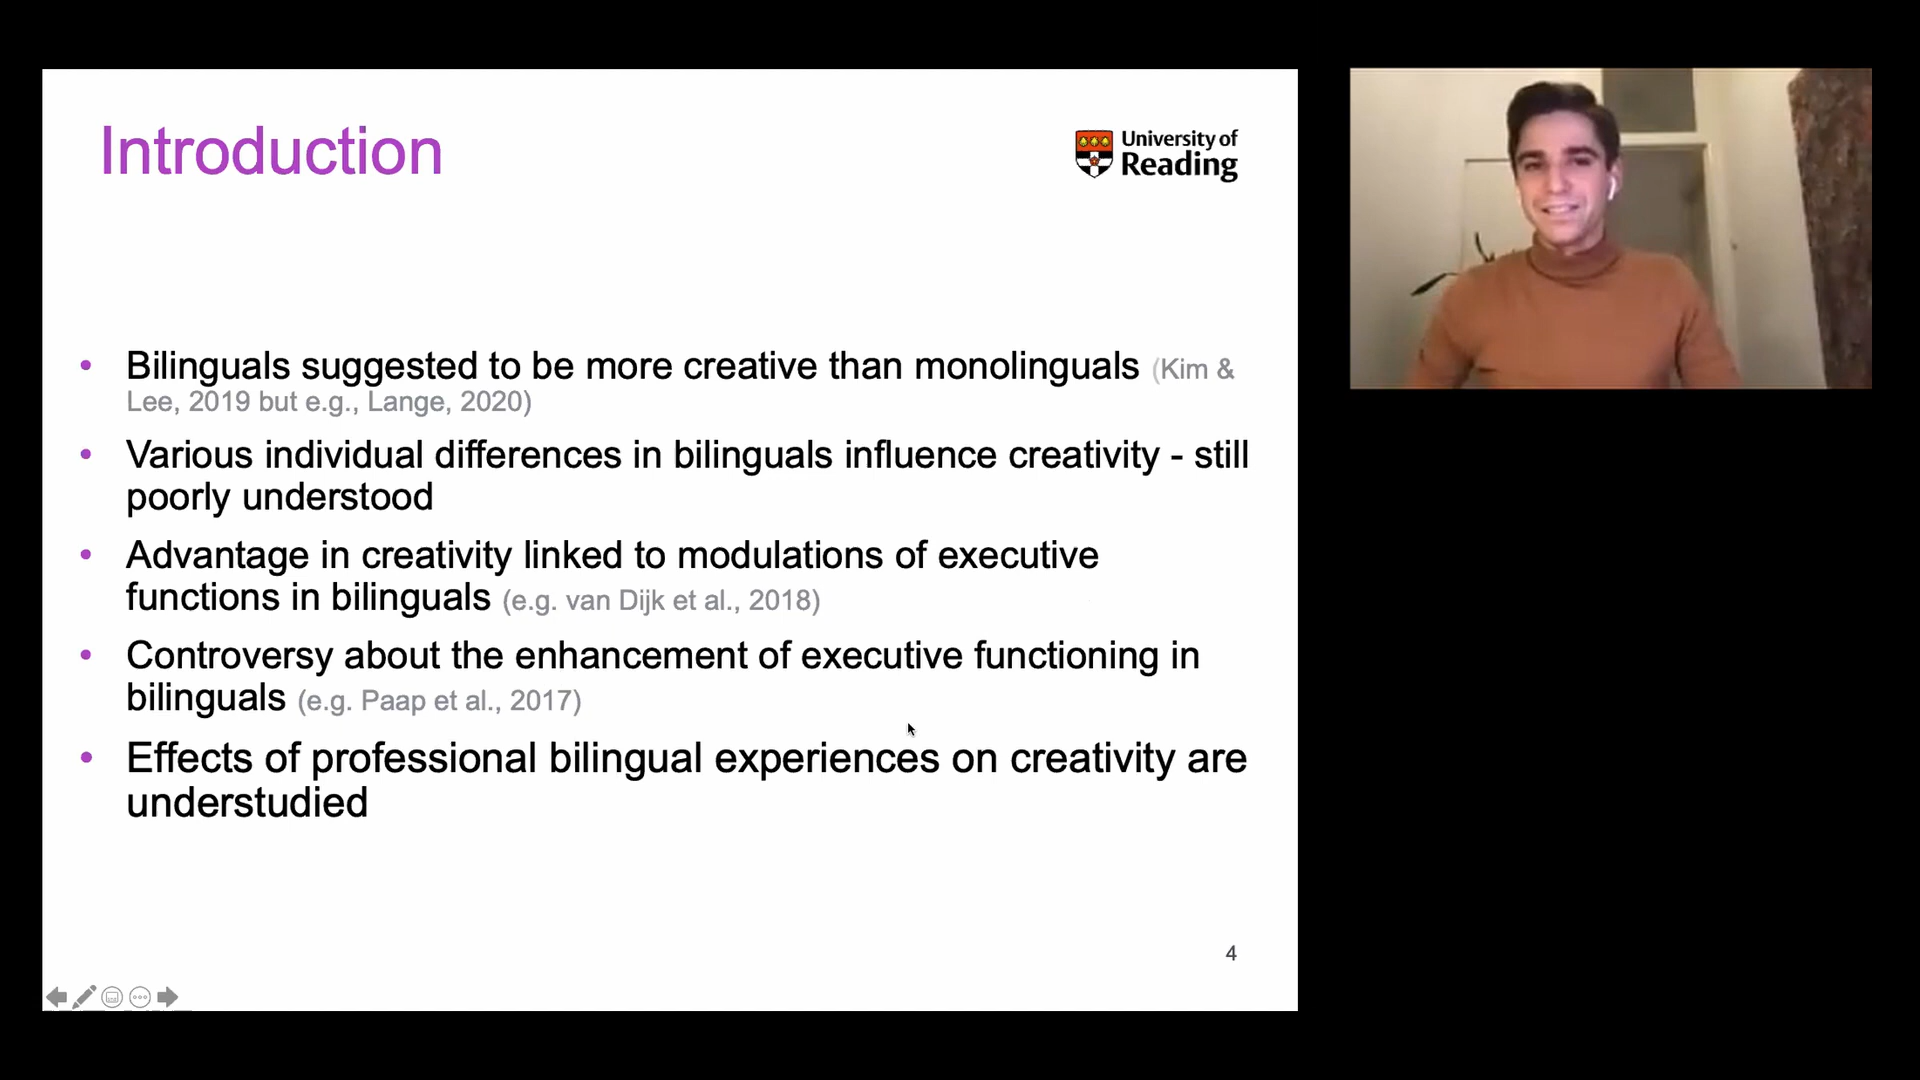 Introduction
University of
Reading
• Bilinguals suggested to be more creative than monolinguals (Kim &
Lee, 2019 but e.g., Lange, 2020)
• Various individual differences in bilinguals influence creativity - still
poorly understood
• Advantage in creativity linked to modulations of executive
functions in bilinguals (e.g. van Dijk et al., 2018)
• Controversy about the enhancement of executive functioning in
bilinguals (e.g. Paap et al., 2017)
• Effects of professional bilingual experiences on creativity are
understudied
4